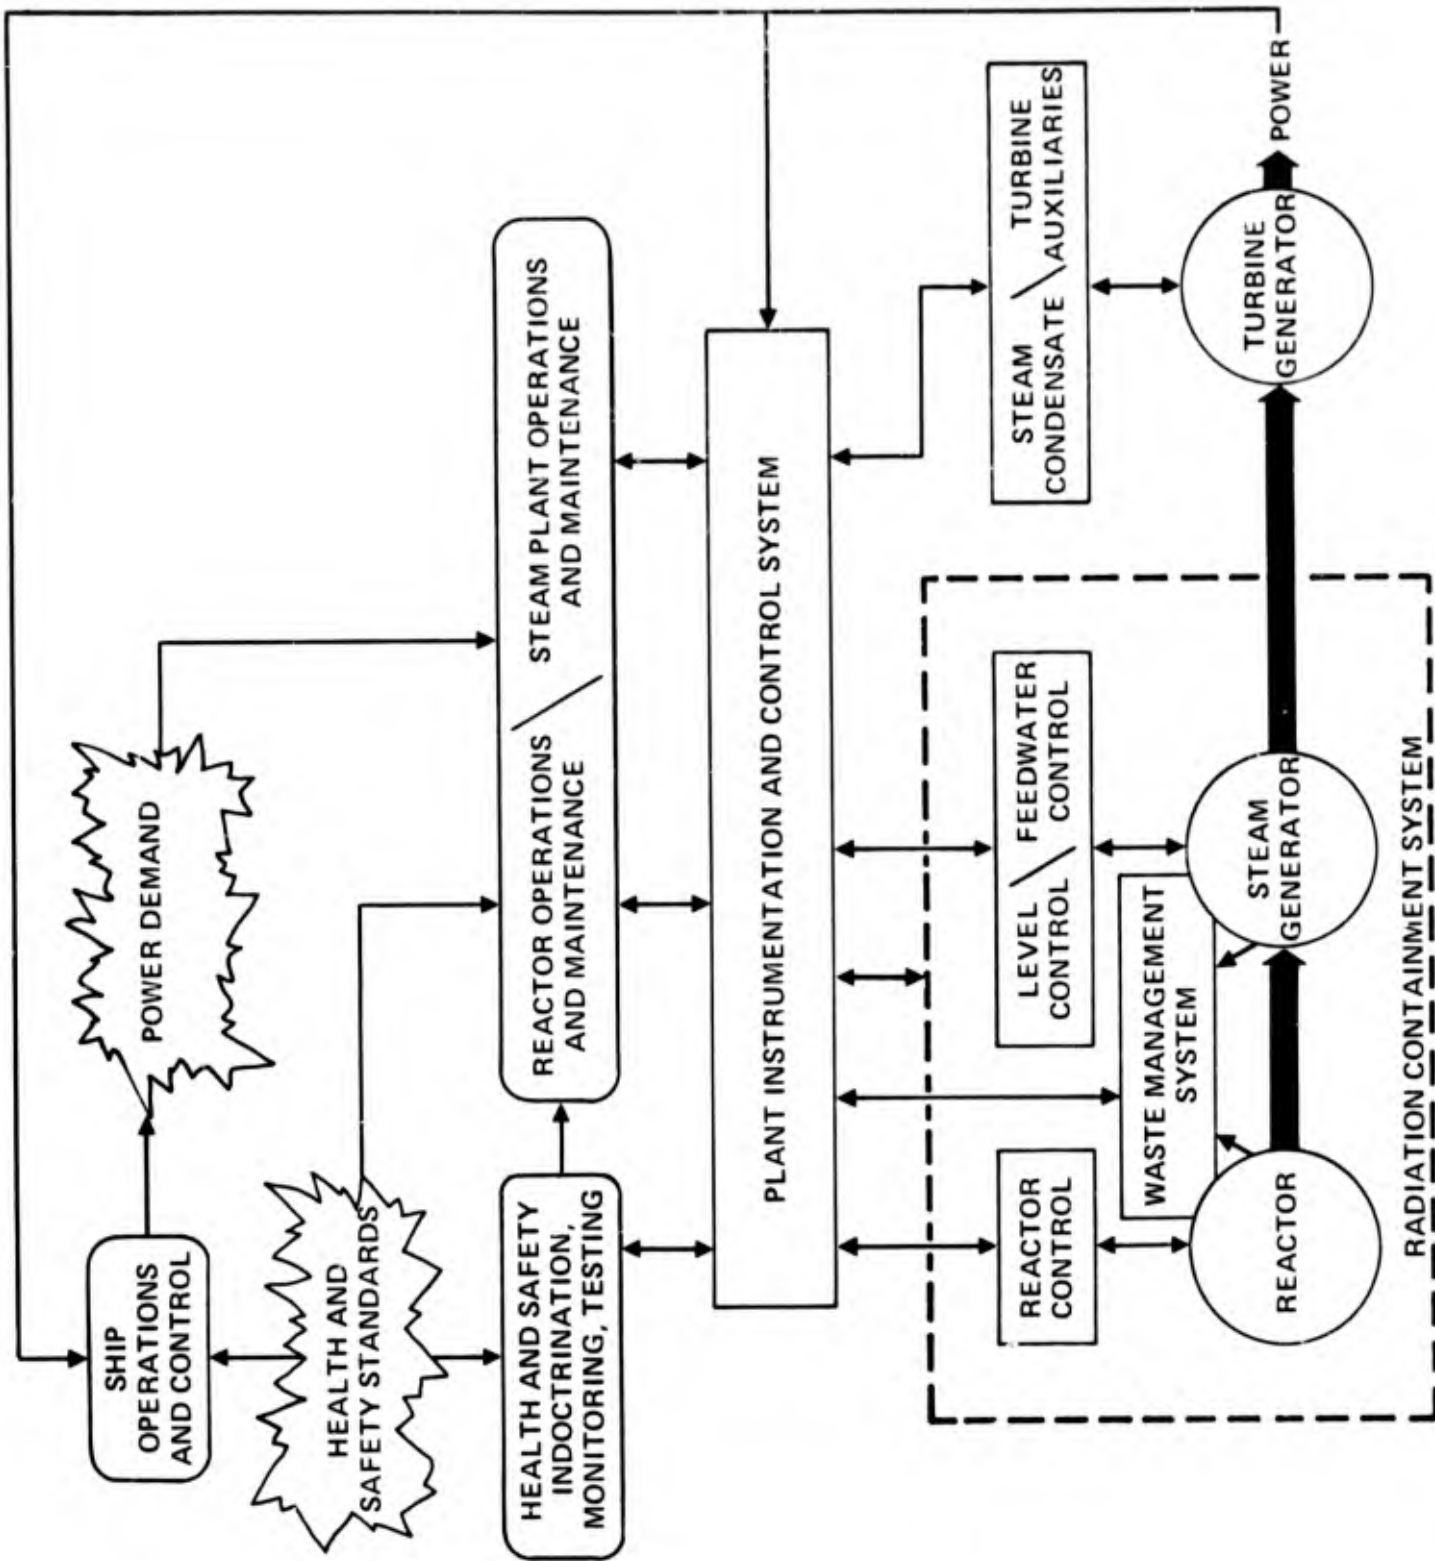 SHIP
OPERATIONS
AND CONTROL
POWER DEMAND
HEALTH AND
SAFETY STANDARDS
HEALTH AND SAFETY
INDOCTRINATION,
MONITORING, TESTING
REACTOR OPERATIONS
AND MAINTENANCE
/
STEAM PLANT OPERATIONS
AND MAINTENANCE
PLANT INSTRUMENTATION AND CONTROL SYSTEM
REACTOR
CONTROL
LEVEL / FEEDWATER
CONTROL / CONTROL
STEAM / TURBINE
CONDENSATE / AUXILIARIES
WASTE MANAGEMENT
SYSTEM
REACTOR
STEAM
GENERATOR
TURBINE
GENERATOR
POWER
RADIATION CONTAINMENT SYSTEM